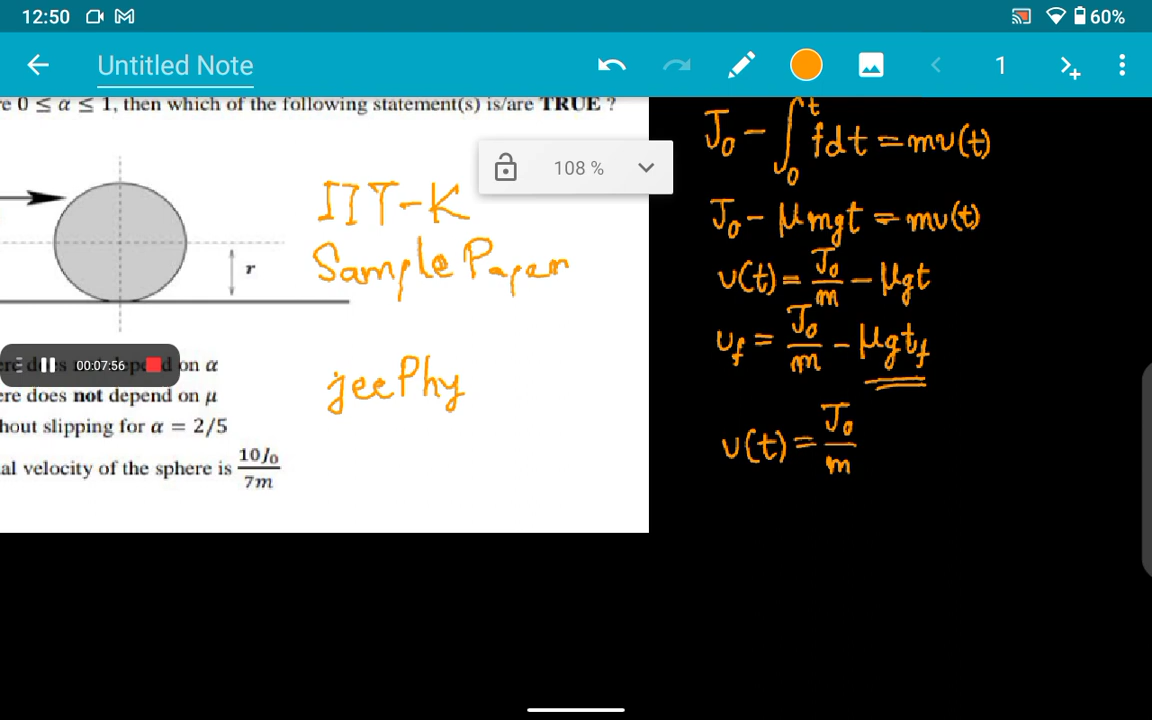 12:50 60%
Untitled Note 1
re 0 ≤ α ≤ 1, then which of the following statement(s) is/are TRUE ?
108 %
r
IIT-K
Sample Paper
00:07:56
on α
ere does not depend on μ
hout slipping for α = 2/5
al velocity of the sphere is 10J₀/7m
jeePhy
J₀ - ∫₀ᵗ fdt = mv(t)
J₀ - μmgt = mv(t)
v(t) = J₀/m - μgt
v_f = J₀/m - μgt_f
v(t) = J₀/m